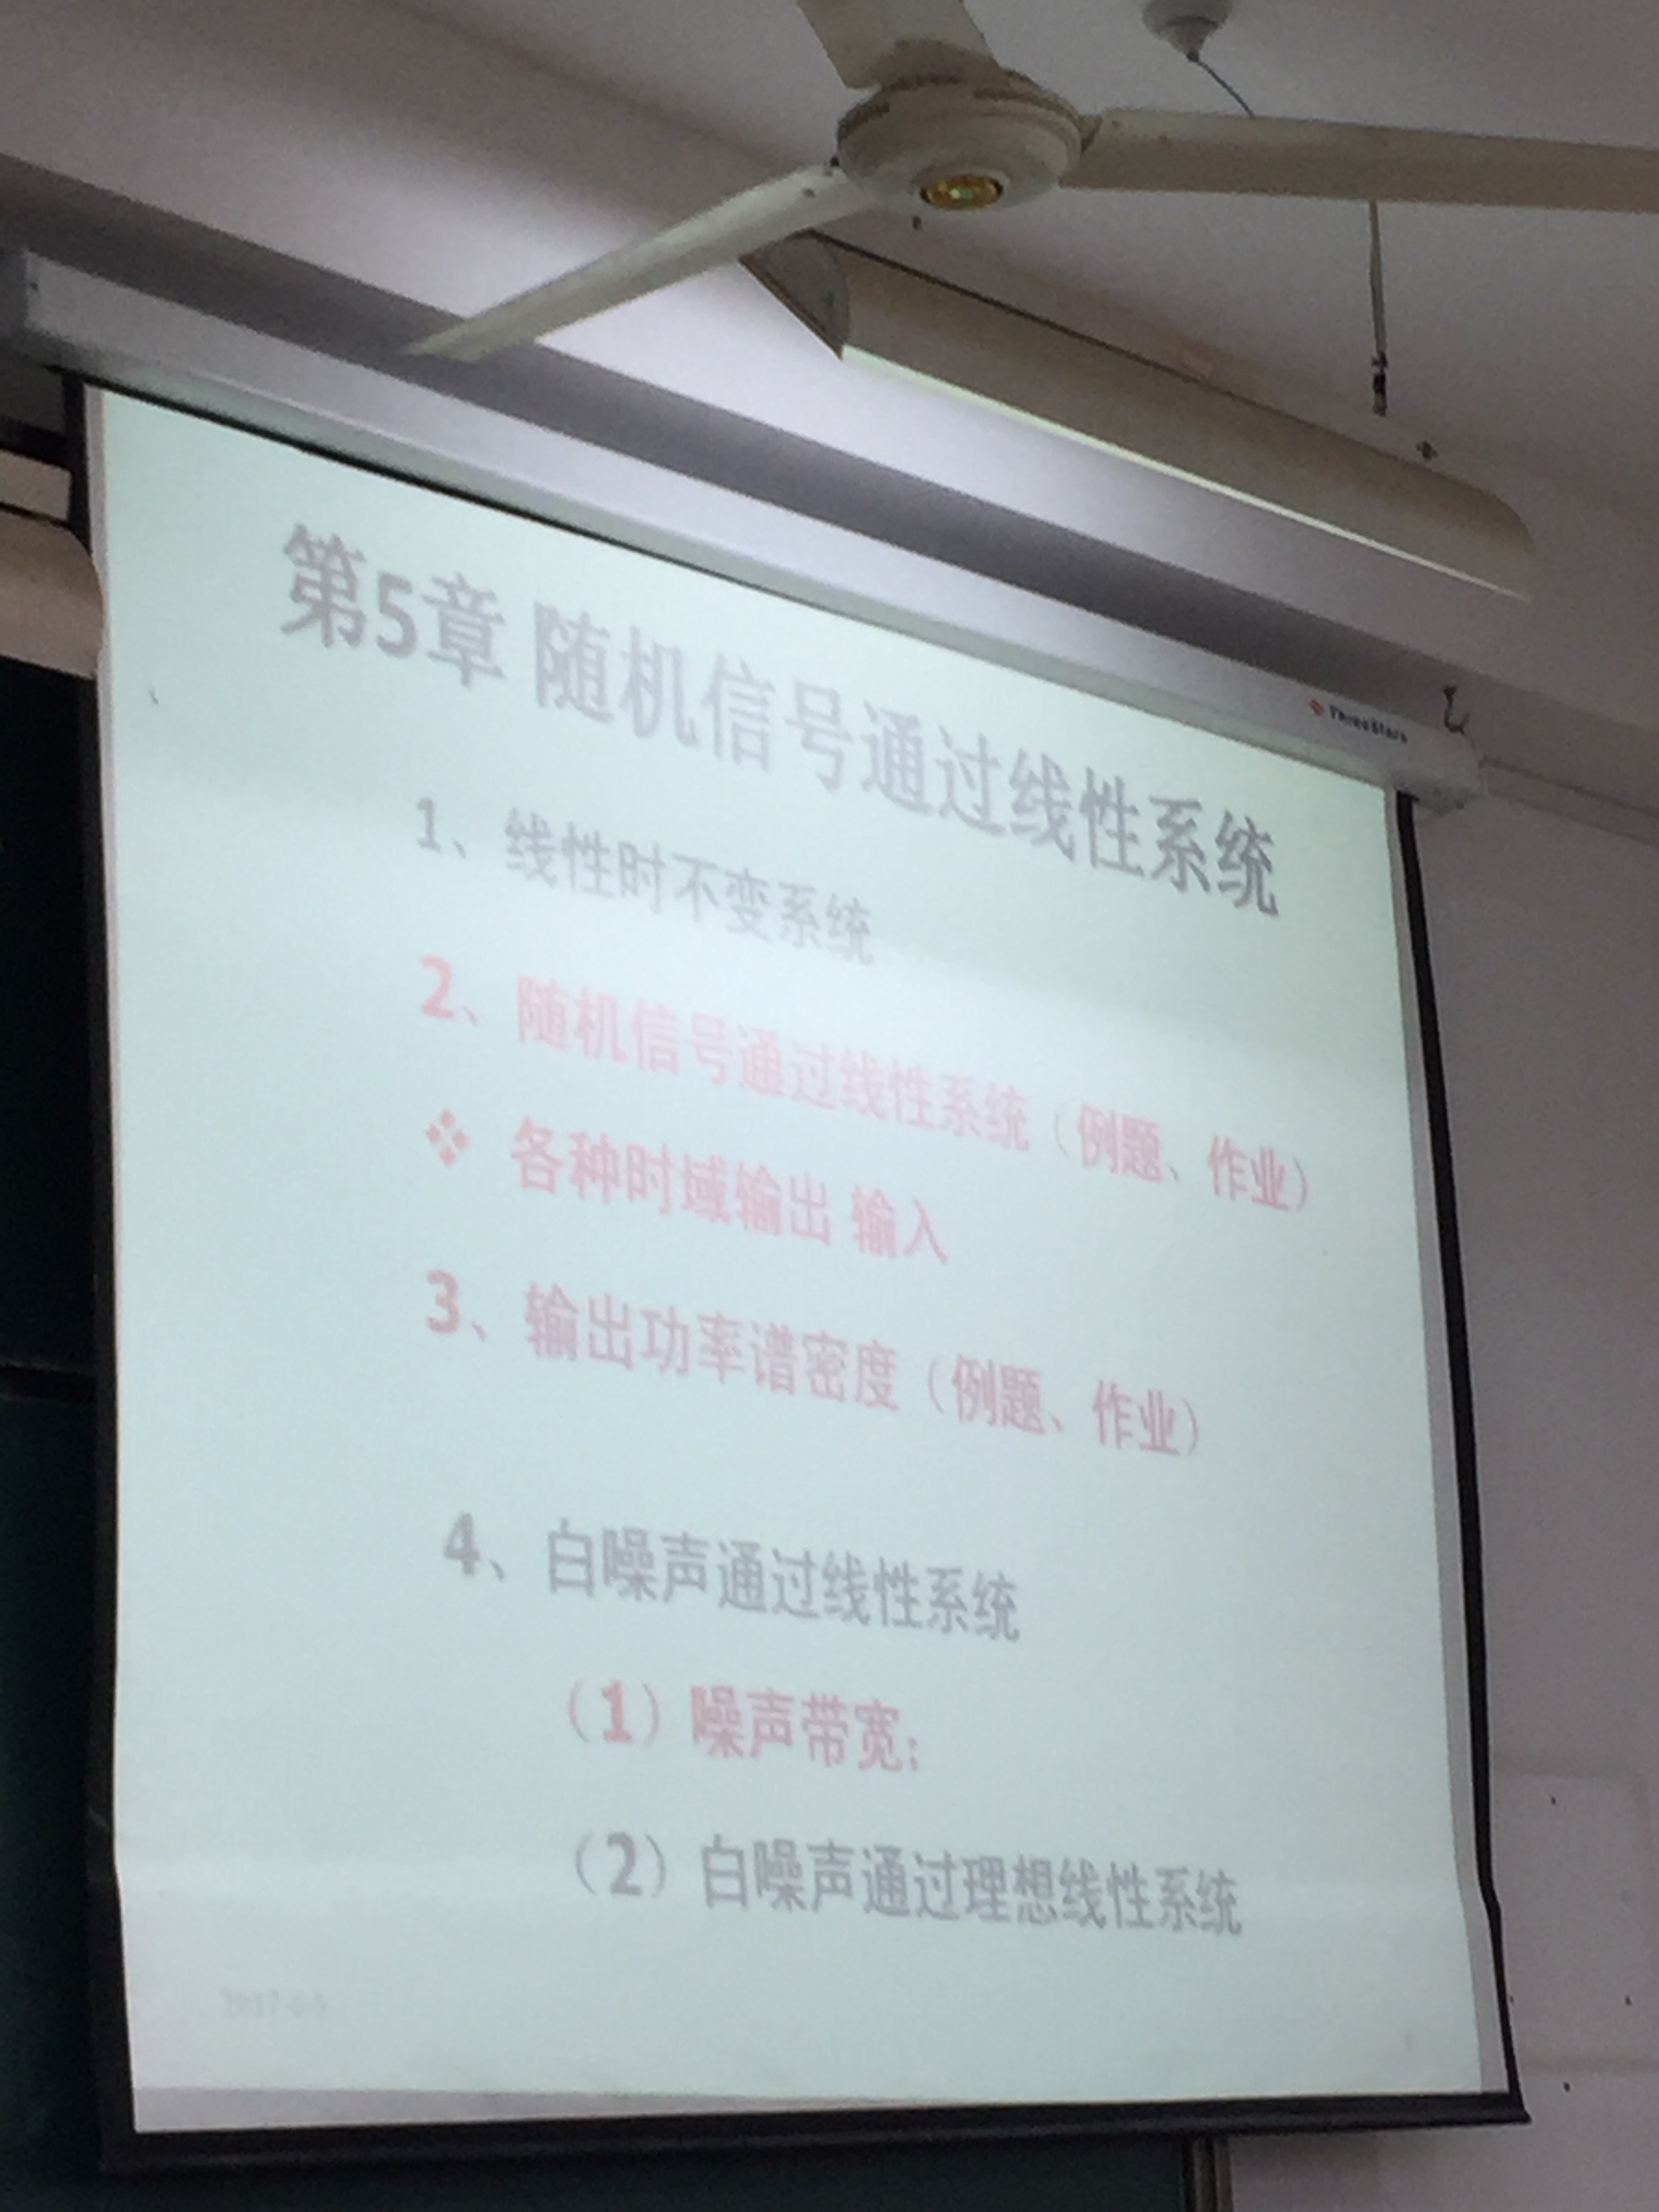 ThreeStars
第5章 随机信号通过线性系统
1、线性时不变系统
2、随机信号通过线性系统（例题、作业）
❖ 各种时域输出 输入
3、输出功率谱密度（例题、作业）
4、白噪声通过线性系统
（1）噪声带宽；
（2）白噪声通过理想线性系统